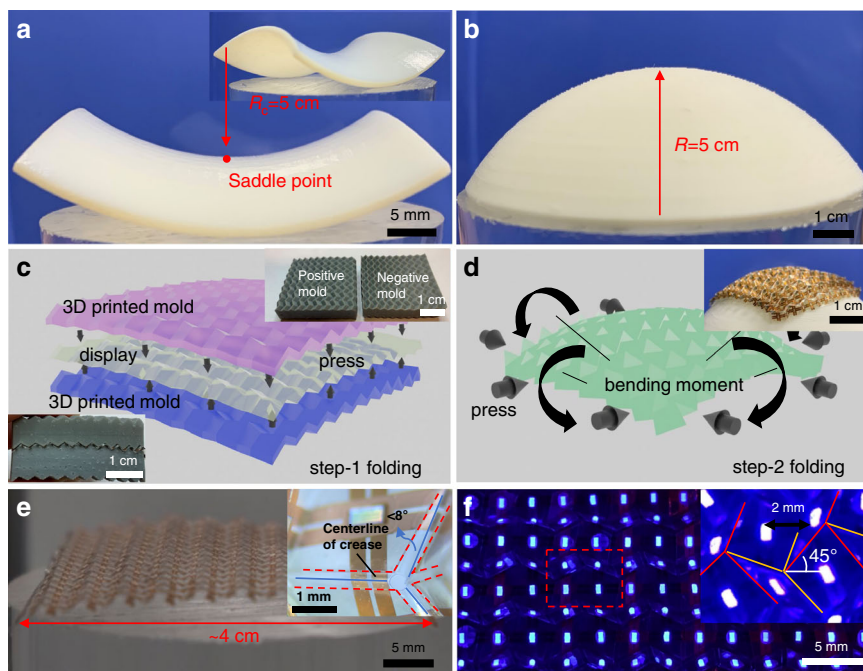 a
R₀=5 cm
Saddle point
5 mm
b
R=5 cm
1 cm
c
Positive
mold
Negative
mold
1 cm
3D printed mold
display
press
3D printed mold
1 cm
step-1 folding
d
1 cm
bending moment
press
step-2 folding
e
<8°
Centerline
of crease
1 mm
~4 cm
5 mm
f
2 mm
45°
5 mm